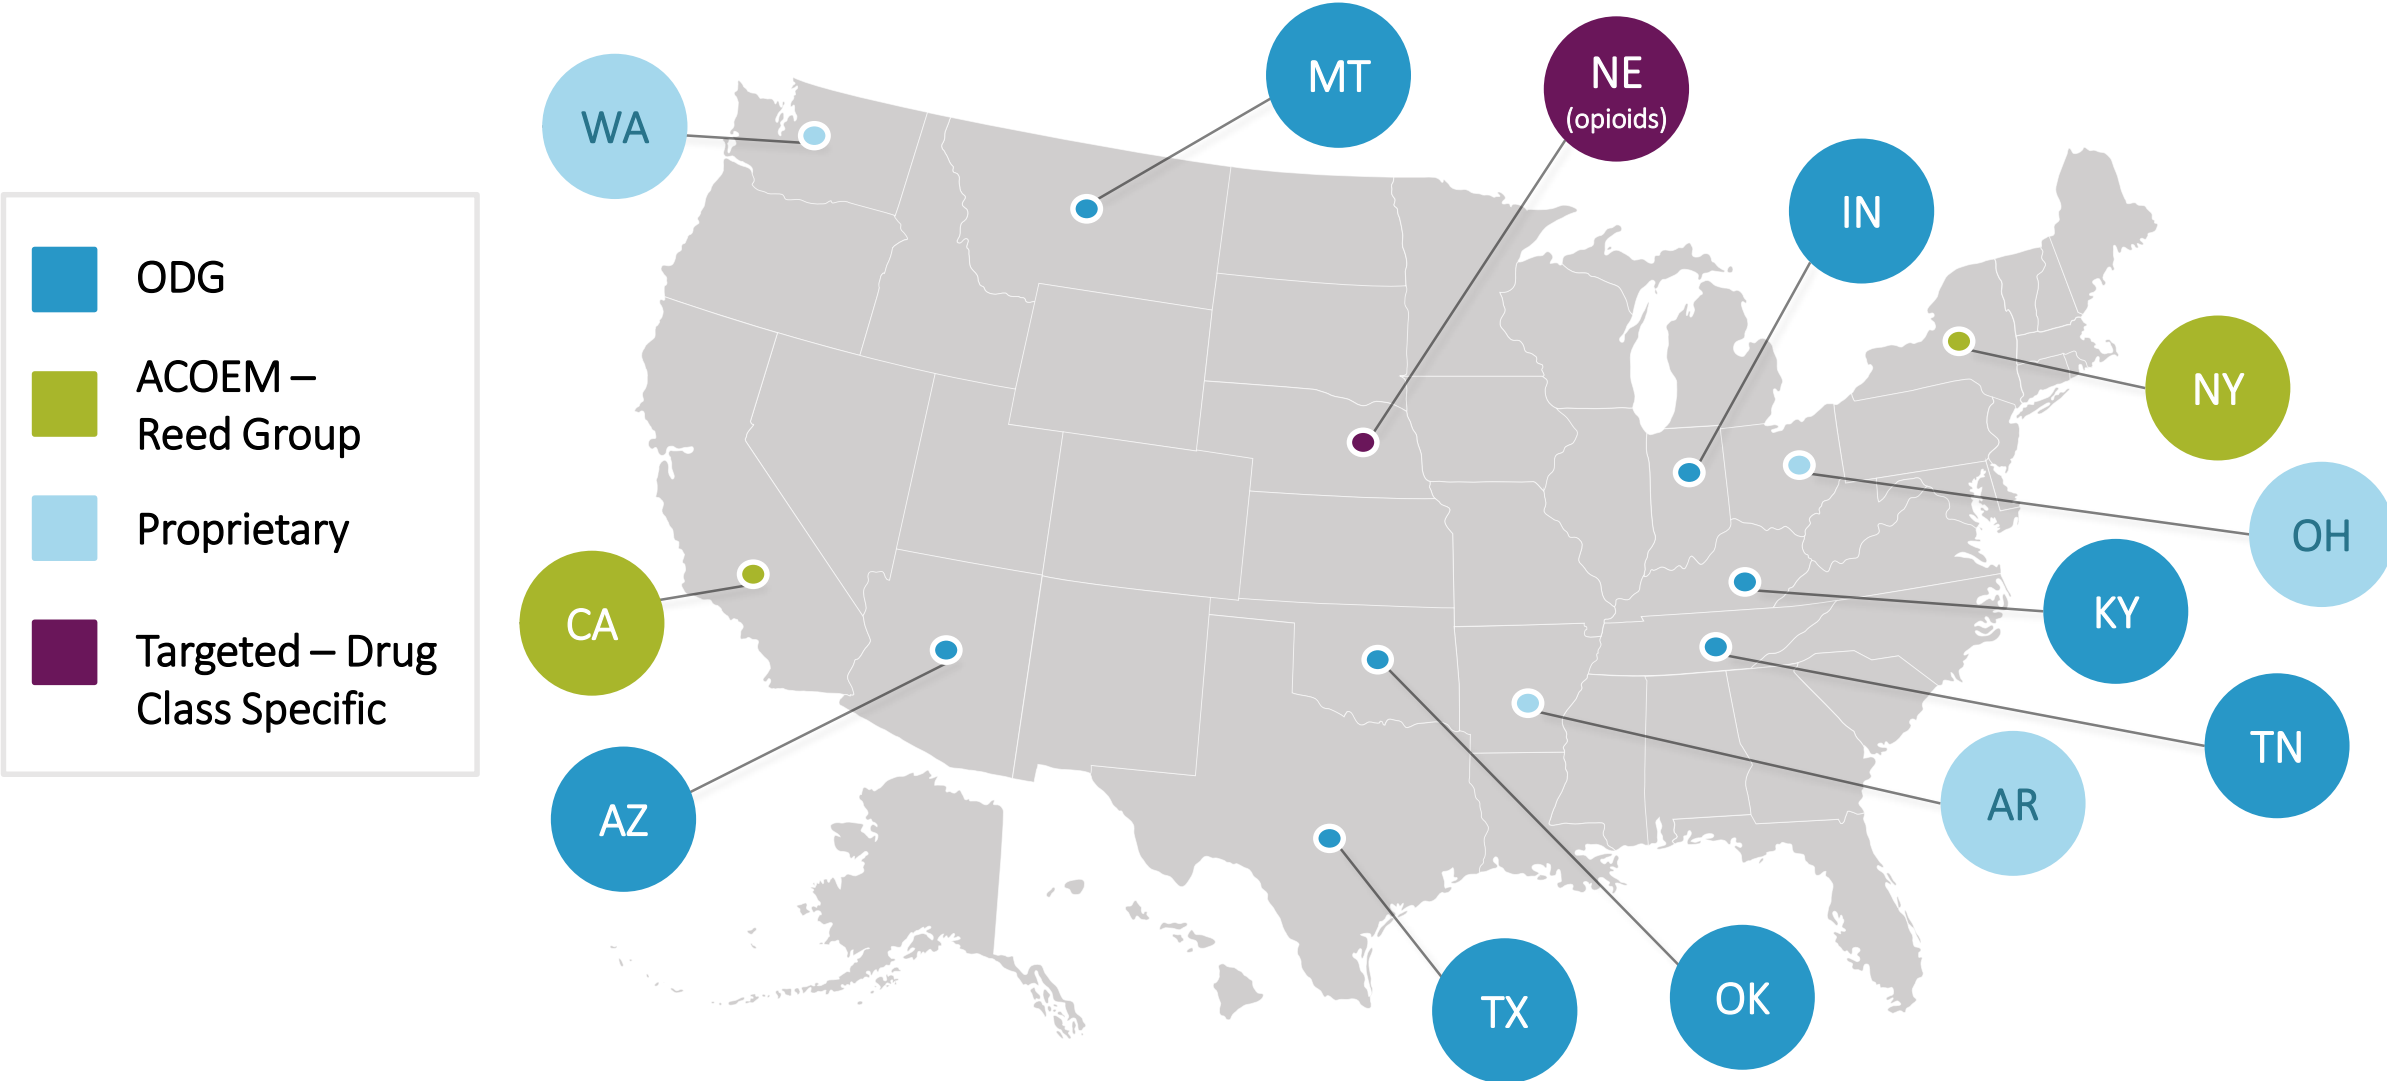 ODG
ACOEM –
Reed Group
Proprietary
Targeted – Drug
Class Specific
WA
MT
NE
(opioids)
IN
NY
OH
CA
KY
AZ
TN
AR
TX
OK